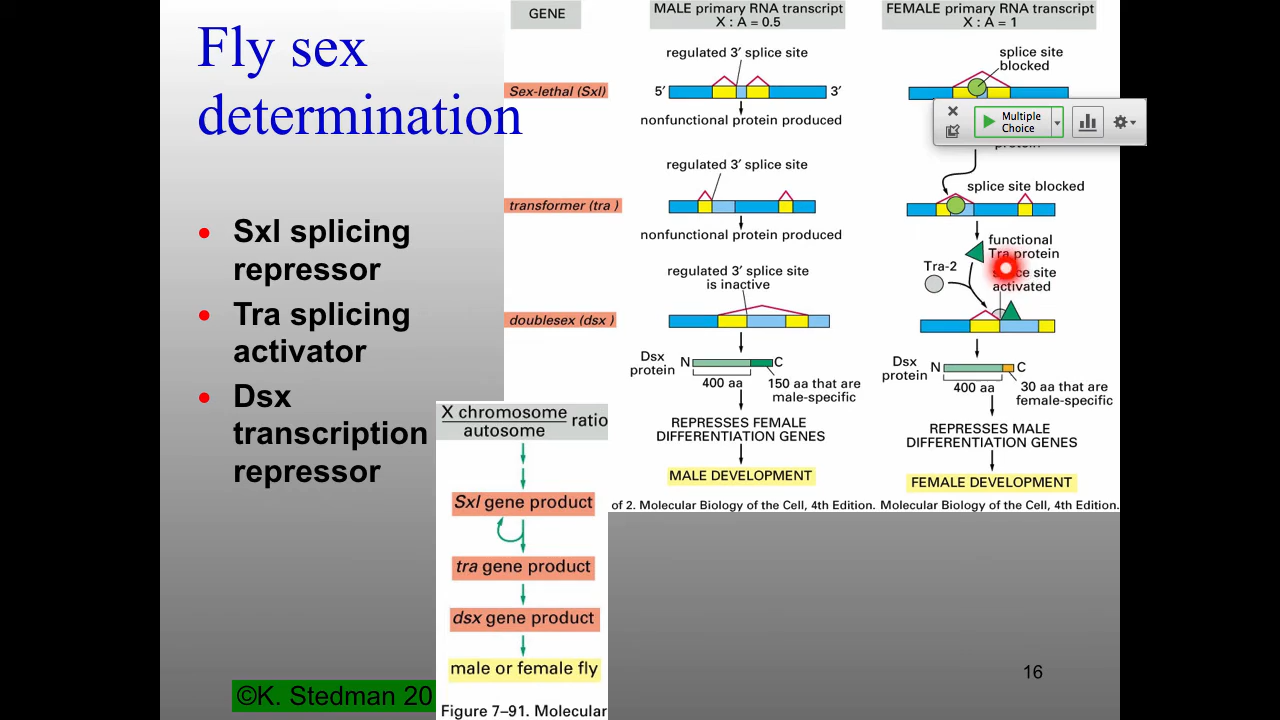 Fly sex
determination
Sxl splicing
repressor
Tra splicing
activator
Dsx
transcription
repressor
GENE
MALE primary RNA transcript
X : A = 0.5
FEMALE primary RNA transcript
X : A = 1
Sex-lethal (Sxl)
regulated 3′ splice site
5′
3′
nonfunctional protein produced
splice site
blocked
Multiple
Choice
transformer (tra )
regulated 3′ splice site
nonfunctional protein produced
splice site blocked
functional
Tra protein
Tra-2
site
activated
doublesex (dsx )
regulated 3′ splice site
is inactive
Dsx
protein
N
C
400 aa
150 aa that are
male-specific
REPRESSES FEMALE
DIFFERENTIATION GENES
MALE DEVELOPMENT
Dsx
protein
N
C
400 aa
30 aa that are
female-specific
REPRESSES MALE
DIFFERENTIATION GENES
FEMALE DEVELOPMENT
of 2. Molecular Biology of the Cell, 4th Edition.
Molecular Biology of the Cell, 4th Edition.
X chromosome
autosome
ratio
Sxl gene product
tra gene product
dsx gene product
male or female fly
Figure 7–91. Molecular
©K. Stedman 20
16